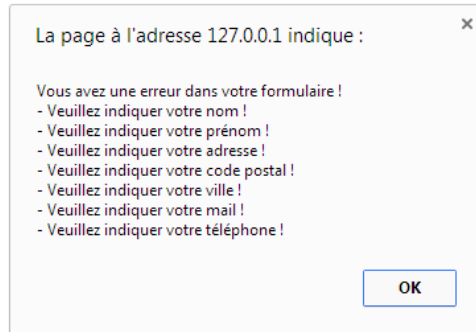 La page à l'adresse 127.0.0.1 indique :
Vous avez une erreur dans votre formulaire !
- Veuillez indiquer votre nom !
- Veuillez indiquer votre prénom !
- Veuillez indiquer votre adresse !
- Veuillez indiquer votre code postal !
- Veuillez indiquer votre ville !
- Veuillez indiquer votre mail !
- Veuillez indiquer votre téléphone !
OK